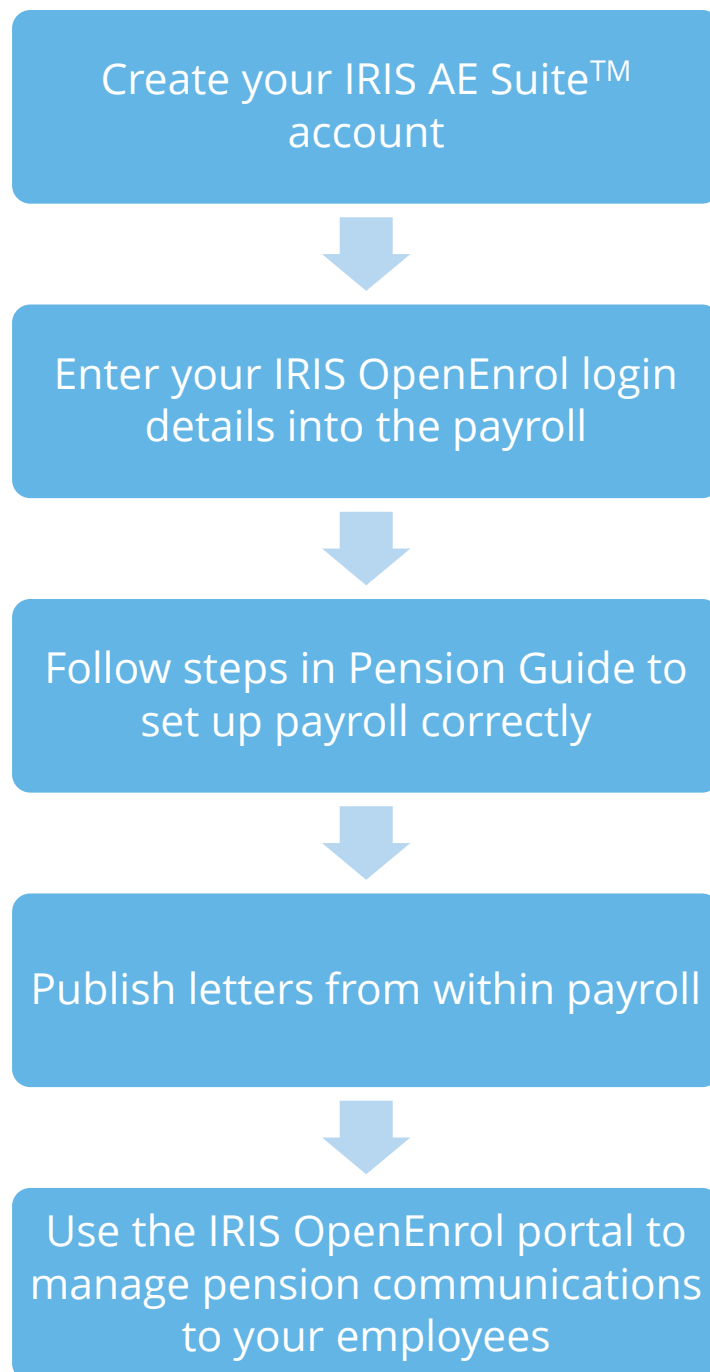 Create your IRIS AE Suite™
account
Enter your IRIS OpenEnrol login
details into the payroll
Follow steps in Pension Guide to
set up payroll correctly
Publish letters from within payroll
Use the IRIS OpenEnrol portal to
manage pension communications
to your employees